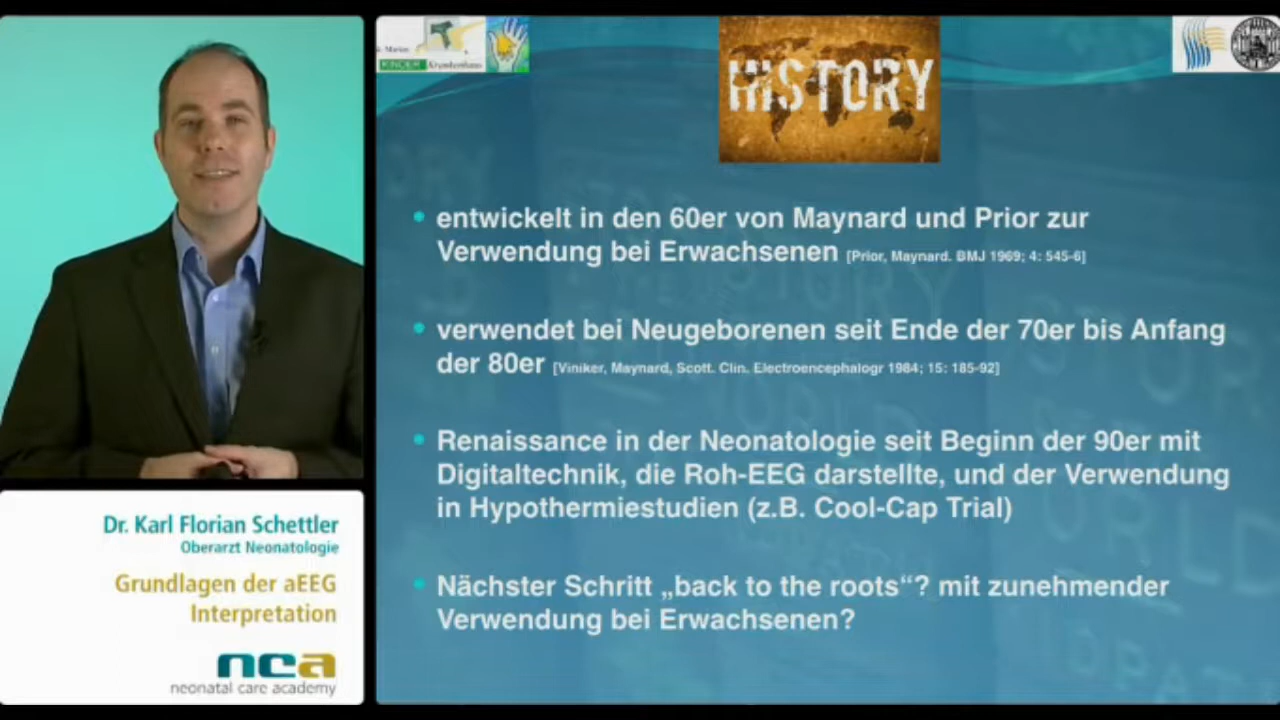 KINDER Krankenhaus
HISTORY
• entwickelt in den 60er von Maynard und Prior zur
Verwendung bei Erwachsenen [Prior, Maynard. BMJ 1969; 4: 545-6]
• verwendet bei Neugeborenen seit Ende der 70er bis Anfang
der 80er [Viniker, Maynard, Scott. Clin. Electroencephalogr 1984; 15: 185-92]
• Renaissance in der Neonatologie seit Beginn der 90er mit
Digitaltechnik, die Roh-EEG darstellte, und der Verwendung
in Hypothermiestudien (z.B. Cool-Cap Trial)
• Nächster Schritt „back to the roots“? mit zunehmender
Verwendung bei Erwachsenen?
Dr. Karl Florian Schettler
Oberarzt Neonatologie
Grundlagen der aEEG
Interpretation
nca
neonatal care academy